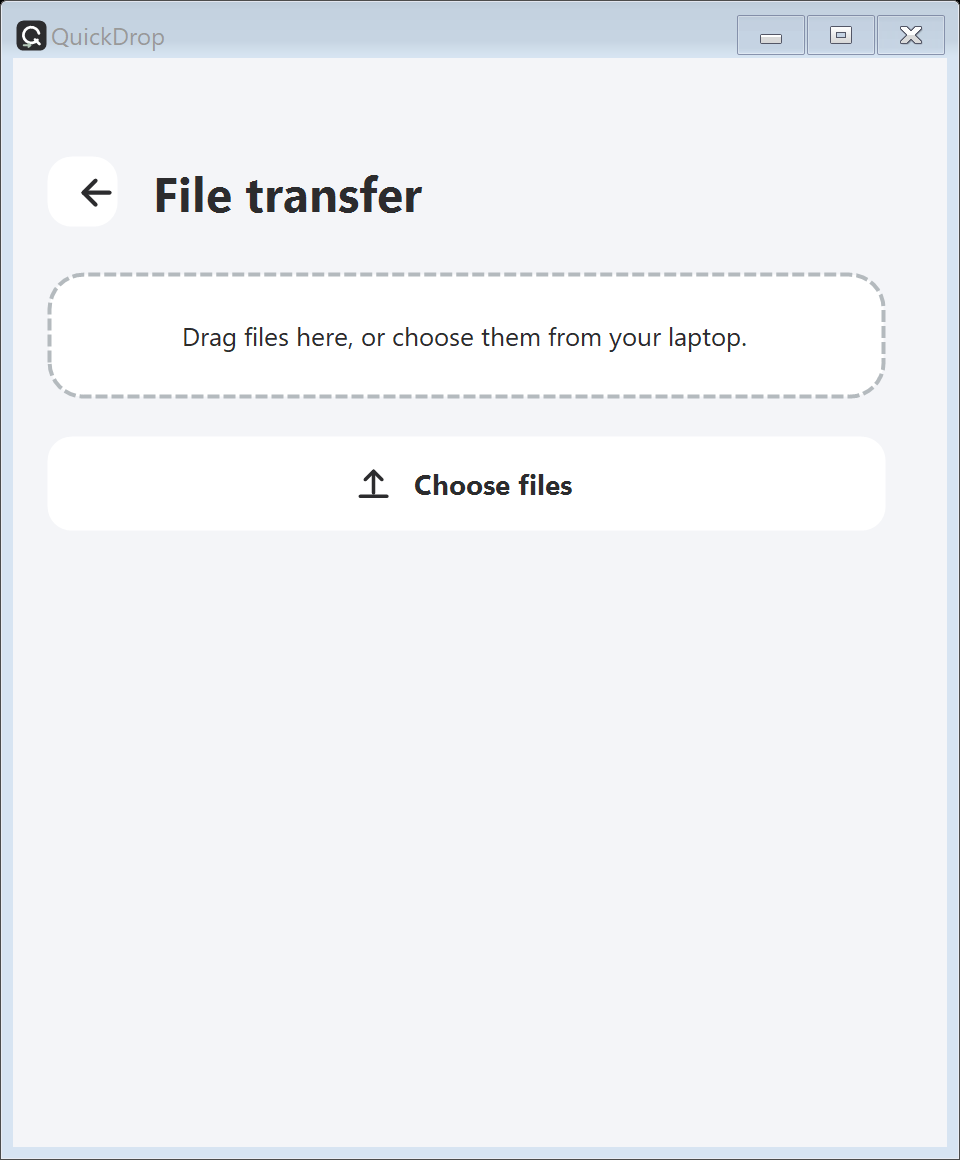 QuickDrop
File transfer
Drag files here, or choose them from your laptop.
Choose files